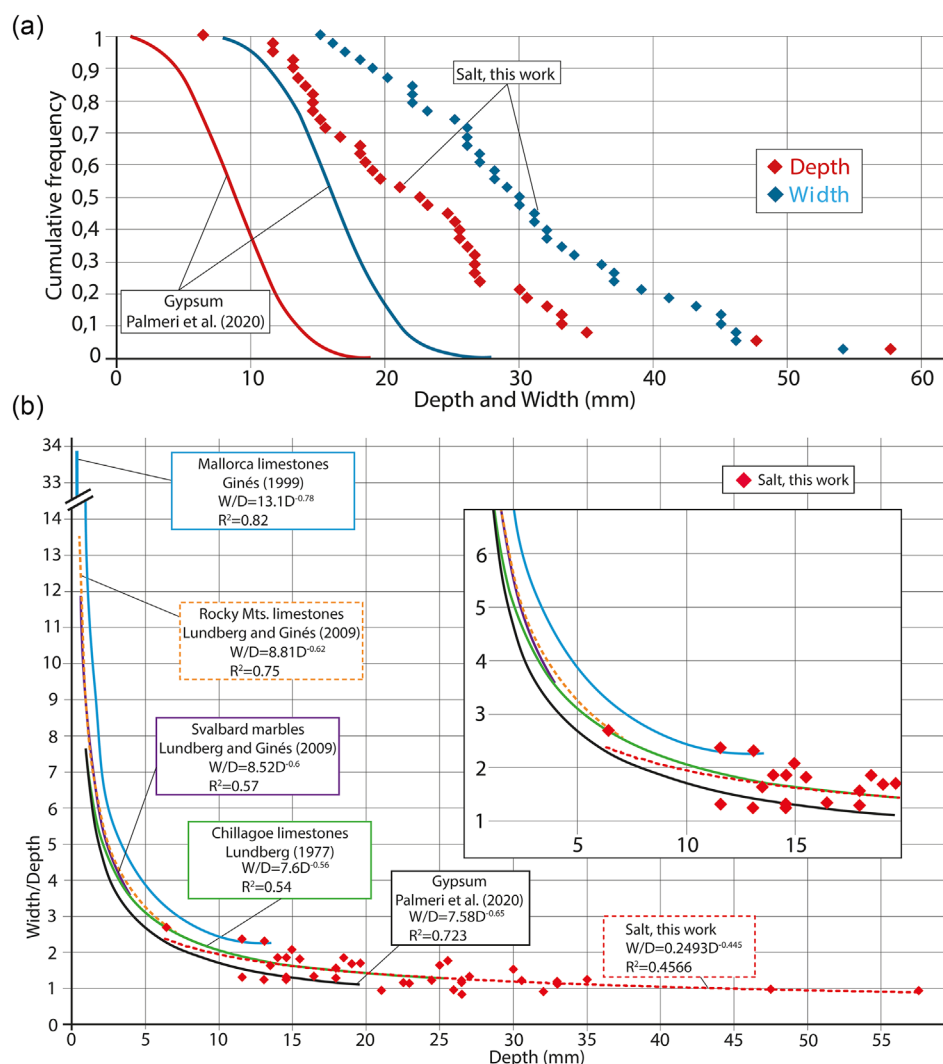 (a)
1
0,9
0,8
0,7
0,6
0,5
0,4
0,3
0,2
0,1
0
Cumulative frequency
Salt, this work
Depth
Width
Gypsum
Palmeri et al. (2020)
0 10 20 30 40 50 60
Depth and Width (mm)
(b)
34
33
14
13
12
11
10
9
8
7
6
5
4
3
2
1
0
Width/Depth
Mallorca limestones
Ginés (1999)
W/D=13.1D-0.78
R2=0.82
Salt, this work
Rocky Mts. limestones
Lundberg and Ginés (2009)
W/D=8.81D-0.62
R2=0.75
Svalbard marbles
Lundberg and Ginés (2009)
W/D=8.52D-0.6
R2=0.57
Chillagoe limestones
Lundberg (1977)
W/D=7.6D-0.56
R2=0.54
Gypsum
Palmeri et al. (2020)
W/D=7.58D-0.65
R2=0.723
Salt, this work
W/D=0.2493D-0.445
R2=0.4566
6
5
4
3
2
1
5 10 15
0 5 10 15 20 25 30 35 40 45 50 55
Depth (mm)